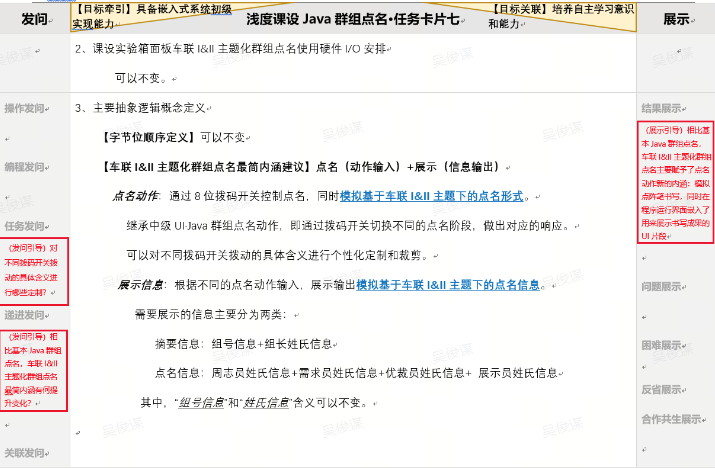 发问
【目标牵引】具备嵌入式系统初级
实现能力
浅度课设 Java 群组点名·任务卡片七
【目标关联】培养自主学习意识
和能力
展示
2、课设实验箱面板车联 I&II 主题化群组点名使用硬件 I/O 安排
可以不变。
3、主要抽象逻辑概念定义
【字节位顺序定义】可以不变
【车联 I&II 主题化群组点名最简内涵建议】点名（动作输入）+展示（信息输出）
点名动作：通过 8 位拨码开关控制点名，同时模拟基于车联 I&II 主题下的点名形式。
继承中级 UI-Java 群组点名动作，即通过拨码开关切换不同的点名阶段，做出对应的响应。
可以对不同拨码开关拨动的具体含义进行个性化定制和裁剪。
展示信息：根据不同的点名动作输入，展示输出模拟基于车联 I&II 主题下的点名信息。
需要展示的信息主要分为两类：
摘要信息：组号信息+组长姓氏信息
点名信息：周志员姓氏信息+需求员姓氏信息+优裁员姓氏信息+ 展示员姓氏信息
其中，“组号信息”和“姓氏信息”含义可以不变。
操作发问
编程发问
任务发问
（发问引导）对
不同拨码开关拨
动的具体含义进
行哪些定制？
递进发问
（发问引导）相
比基本 Java 群组
点名，车联 I&II
主题化群组点名
最简内涵有何提
升变化？
关联发问
结果展示
（展示引导）相比基
本 Java 群组点名，
车联 I&II 主题化群组
点名主要赋予了点名
动作新的内涵：模拟
点阵笔书写，同时在
程序运行界面嵌入了
用来展示书写成果的
UI 片段
问题展示
困难展示
反省展示
合作共生展示
吴俊谋